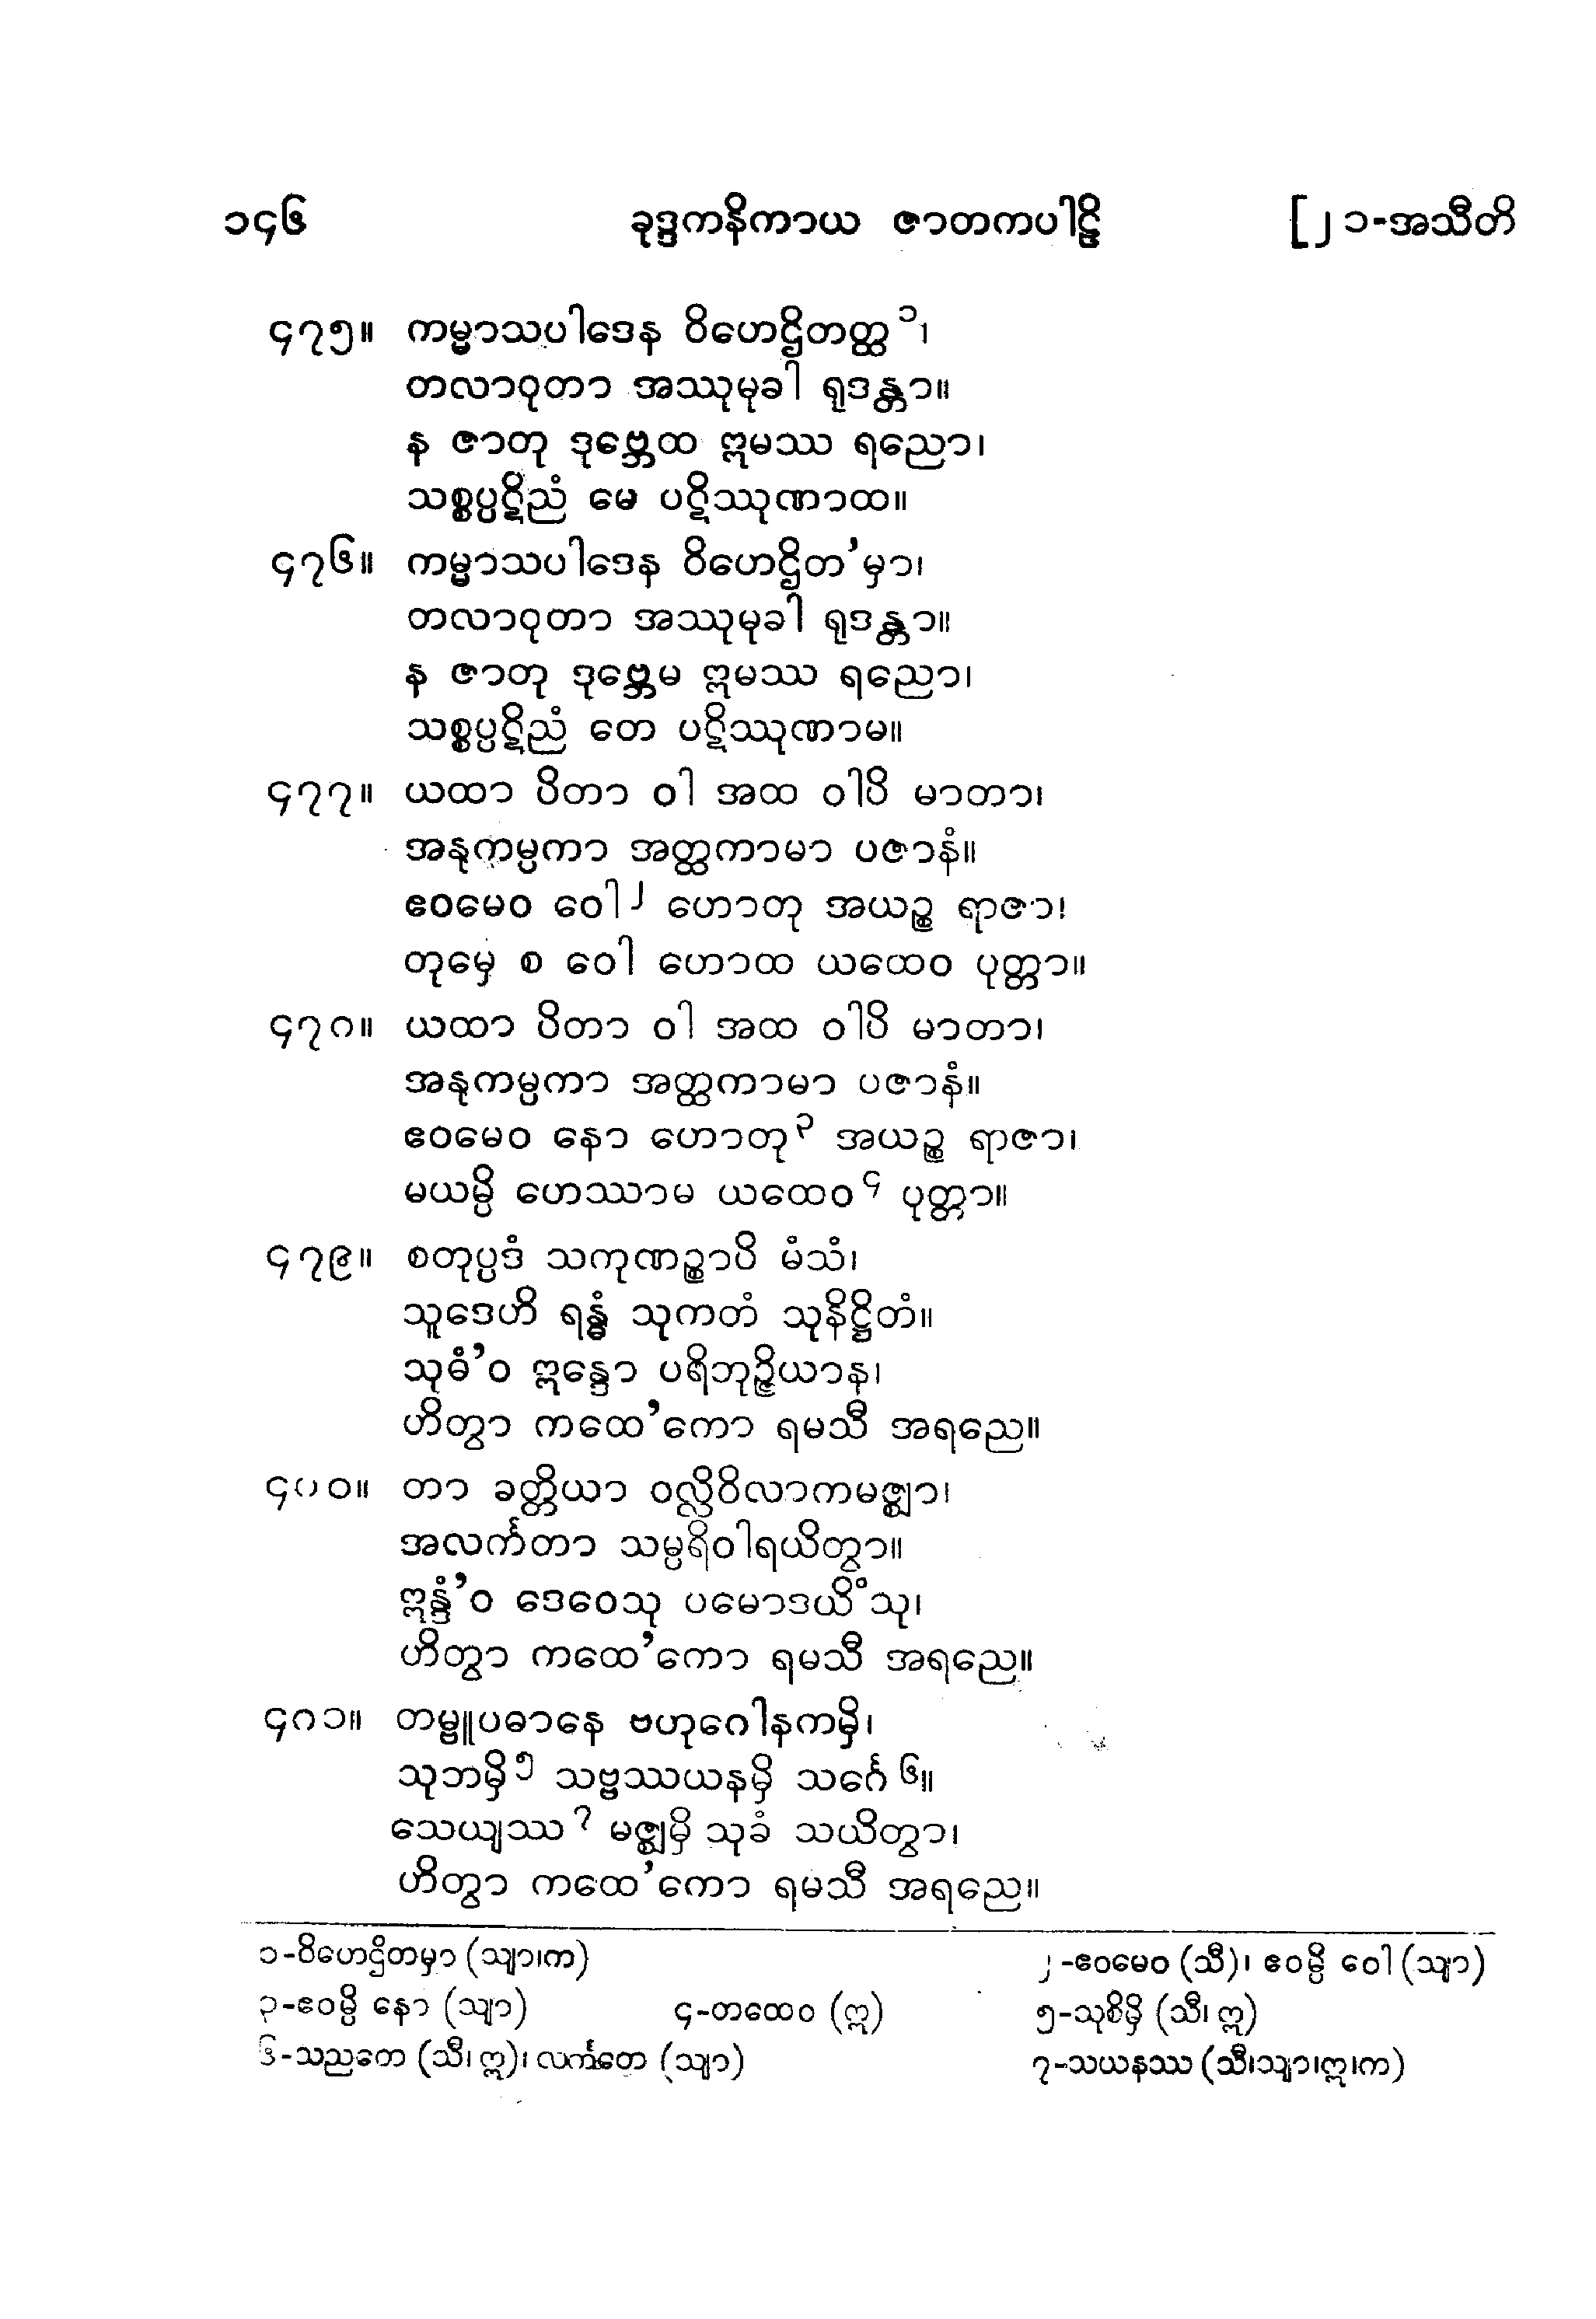 ၁၄၆ ခုဒ္ဒကနိကာယ ဇာတကပါဠိ [၂၁-အသီတိ
၄၇၅။ ကမ္မာသပါဒေန ဝိဟေဌိတတ္ထ၁၊
တလာဝုတာ အဿုမုခါ ရုဒန္တာ။
န ဇာတု ဒုဗ္ဘေထ ဣမဿ ရညော၊
သစ္စပ္ပဋိညံ မေ ပဋိဿုဏာထ။
၄၇၆။ ကမ္မာသပါဒေန ဝိဟေဌိတ’မှာ၊
တလာဝုတာ အဿုမုခါ ရုဒန္တာ။
န ဇာတု ဒုဗ္ဘေမ ဣမဿ ရညော၊
သစ္စပ္ပဋိညံ တေ ပဋိဿုဏာမ။
၄၇၇။ ယထာ ပိတာ ဝါ အထ ဝါပိ မာတာ၊
အနုကမ္ပကာ အတ္ထကာမာ ပဇာနံ။
ဧဝမေဝ ဝေါ၂ ဟောတု အယဉ္စ ရာဇာ၊
တုမှေ စ ဝေါ ဟောထ ယထေဝ ပုတ္တာ။
၄၇၈။ ယထာ ပိတာ ဝါ အထ ဝါပိ မာတာ၊
အနုကမ္ပကာ အတ္ထကာမာ ပဇာနံ။
ဧဝမေဝ နော ဟောတု၃ အယဉ္စ ရာဇာ၊
မယမ္ပိ ဟေဿာမ ယထေဝ၄ ပုတ္တာ။
၄၇၉။ စတုပ္ပဒံ သကုဏဉ္စာပိ မံသံ၊
သူဒေဟိ ရန္ဓံ သုကတံ သုနိဋ္ဌိတံ။
သုဓံ’ဝ ဣန္ဒော ပရိဘုဉ္ဇိယာန၊
ဟိတွာ ကထေ’ကော ရမသီ အရညေ။
၄၈၀။ တာ ခတ္တိယာ ဝလ္လိဝိလာကမဇ္ဈာ၊
အလင်္ကတာ သမ္ပရိဝါရယိတွာ။
ဣန္ဒံ’ဝ ဒေဝေသု ပမောဒယိံသု၊
ဟိတွာ ကထေ’ကော ရမသီ အရညေ။
၄၈၁။ တမ္ဗူပဓာနေ ဗဟုဂေါနကမှိ၊
သုဘမှိ၅ သဗ္ဗဿယနမှိ သင်္ဂေ၆။
သေယျဿ၇ မဇ္ဈမှိ သုခံ သယိတွာ၊
ဟိတွာ ကထေ’ကော ရမသီ အရညေ။
၁-ဝိဟေဌိတမှာ (သျာ၊က) ၂-ဧဝမေဝ (သီ)၊ ဧဝမ္ပိ ဝေါ (သျာ)
၃-ဧဝမ္ပိ နော (သျာ) ၄-တထေဝ (ဣ) ၅-သုစိမှိ (သီ၊ဣ)
၆-သညတေ (သီ၊ဣ)၊ လင်္ကတေ (သျာ) ၇-သယနဿ (သီ၊သျာ၊ဣ၊က)